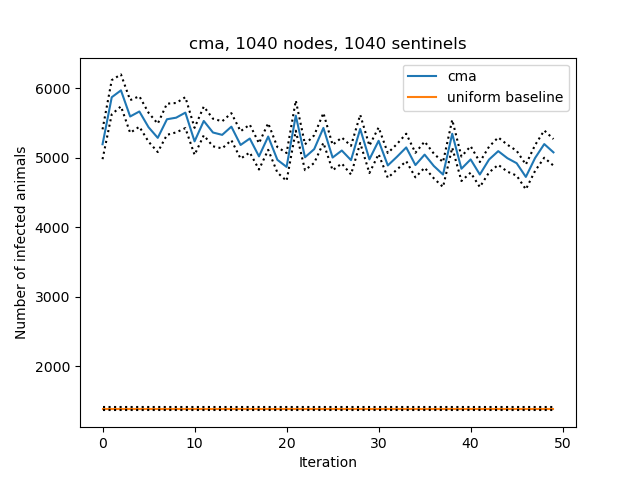 cma, 1040 nodes, 1040 sentinels
cma
uniform baseline
Number of infected animals
6000
5000
4000
3000
2000
0 10 20 30 40 50
Iteration